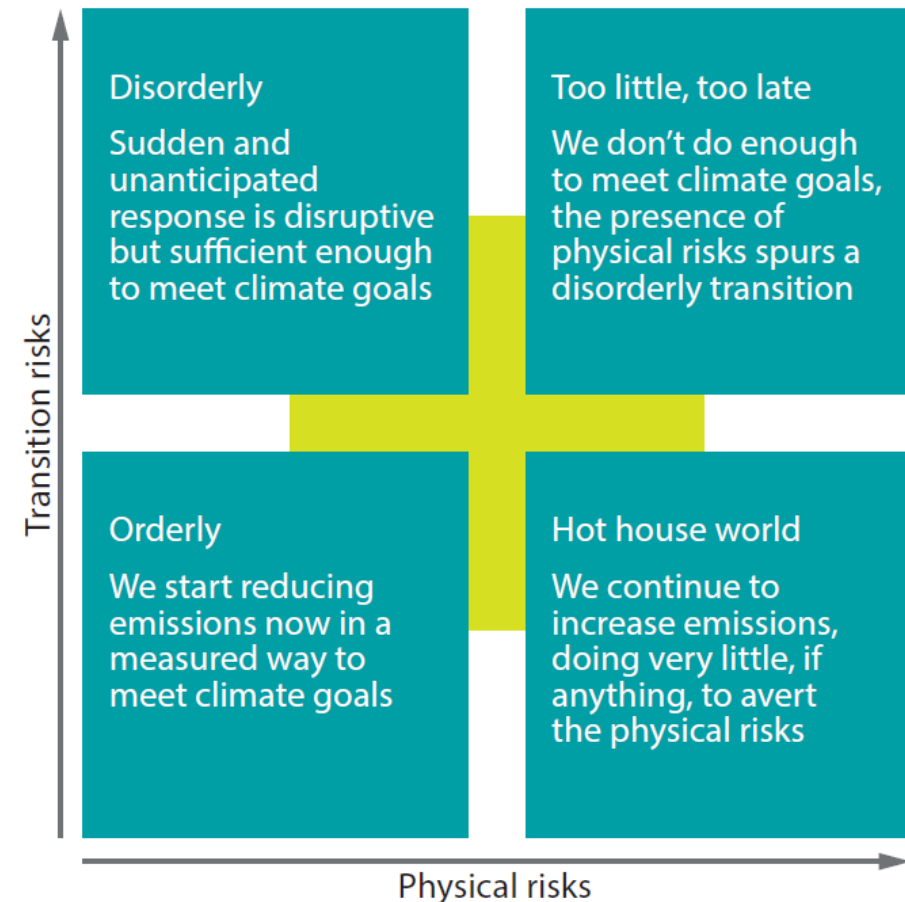 Disorderly
Sudden and
unanticipated
response is disruptive
but sufficient enough
to meet climate goals
Too little, too late
We don’t do enough
to meet climate goals,
the presence of
physical risks spurs a
disorderly transition
Transition risks
Orderly
We start reducing
emissions now in a
measured way to
meet climate goals
Hot house world
We continue to
increase emissions,
doing very little, if
anything, to avert
the physical risks
Physical risks